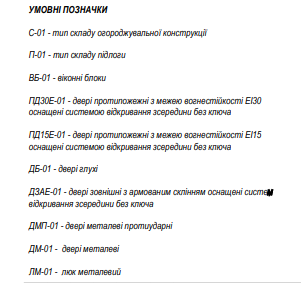 УМОВНІ ПОЗНАЧКИ
С-01 - тип складу огороджувальної конструкції
П-01 - тип складу підлоги
ВБ-01 - віконні блоки
ПД30Е-01 - двері протипожежні з межею вогнестійкості ЕІ30
оснащені системою відкривання зсередини без ключа
ПД15Е-01 - двері протипожежні з межею вогнестійкості ЕІ15
оснащені системою відкривання зсередини без ключа
ДБ-01 - двері глухі
ДЗАЕ-01 - двері зовнішні з армованим склінням оснащені систем
відкривання зсередини без ключа
ДМП-01 - двері металеві протиударні
ДМ-01 - двері металеві
ЛМ-01 - люк металевий